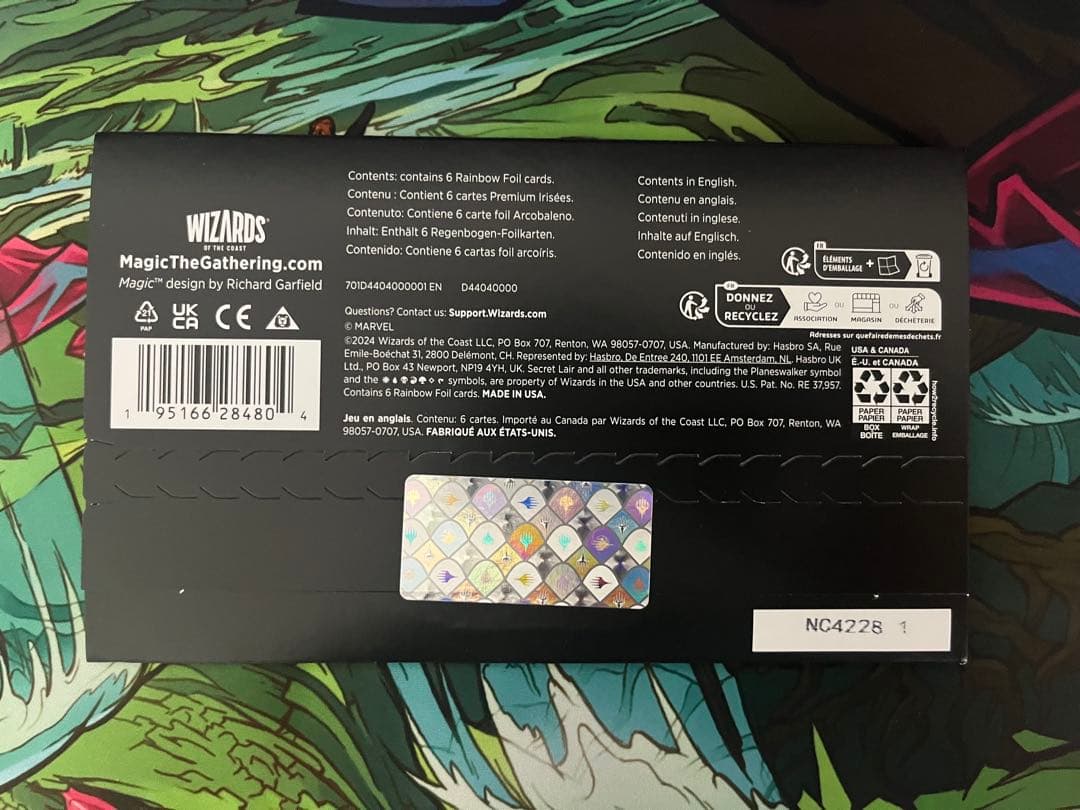 WIZARDS®
OF THE COAST
MagicTheGathering.com
Magic™ design by Richard Garfield
21
PAP
UK
CA
CE
1 95166 28480 4
Contents: contains 6 Rainbow Foil cards.
Contenu : Contient 6 cartes Premium Irisées.
Contenuto: Contiene 6 carte foil Arcobaleno.
Inhalt: Enthält 6 Regenbogen-Foilkarten.
Contenido: Contiene 6 cartas foil arcoíris.
Contents in English.
Contenu en anglais.
Contenuti in inglese.
Inhalte auf Englisch.
Contenido en inglés.
701D4404000001 EN D44040000
FR
ÉLÉMENTS
D'EMBALLAGE +
FR
DONNEZ
OU
RECYCLEZ
ASSOCIATION OU MAGASIN OU DÉCHÈTERIE
Adresses sur quefairedemesdechets.fr
Questions? Contact us: Support.Wizards.com
© MARVEL
©2024 Wizards of the Coast LLC, PO Box 707, Renton, WA 98057-0707, USA. Manufactured by: Hasbro SA, Rue
Emile-Boéchat 31, 2800 Delémont, CH. Represented by: Hasbro, De Entree 240, 1101 EE Amsterdam, NL. Hasbro UK
Ltd., PO Box 43 Newport, NP19 4YH, UK. Secret Lair and all other trademarks, including the Planeswalker symbol
and the symbols, are property of Wizards in the USA and other countries. U.S. Pat. No. RE 37,957.
Contains 6 Rainbow Foil cards. MADE IN USA.
Jeu en anglais. Contenu: 6 cartes. Importé au Canada par Wizards of the Coast LLC, PO Box 707, Renton, WA
98057-0707, USA. FABRIQUÉ AUX ÉTATS-UNIS.
USA & CANADA
É.-U. et CANADA
PAPER PAPER
PAPIER PAPIER
BOX WRAP
BOÎTE EMBALLAGE
how2recycle.info
NC4228 1